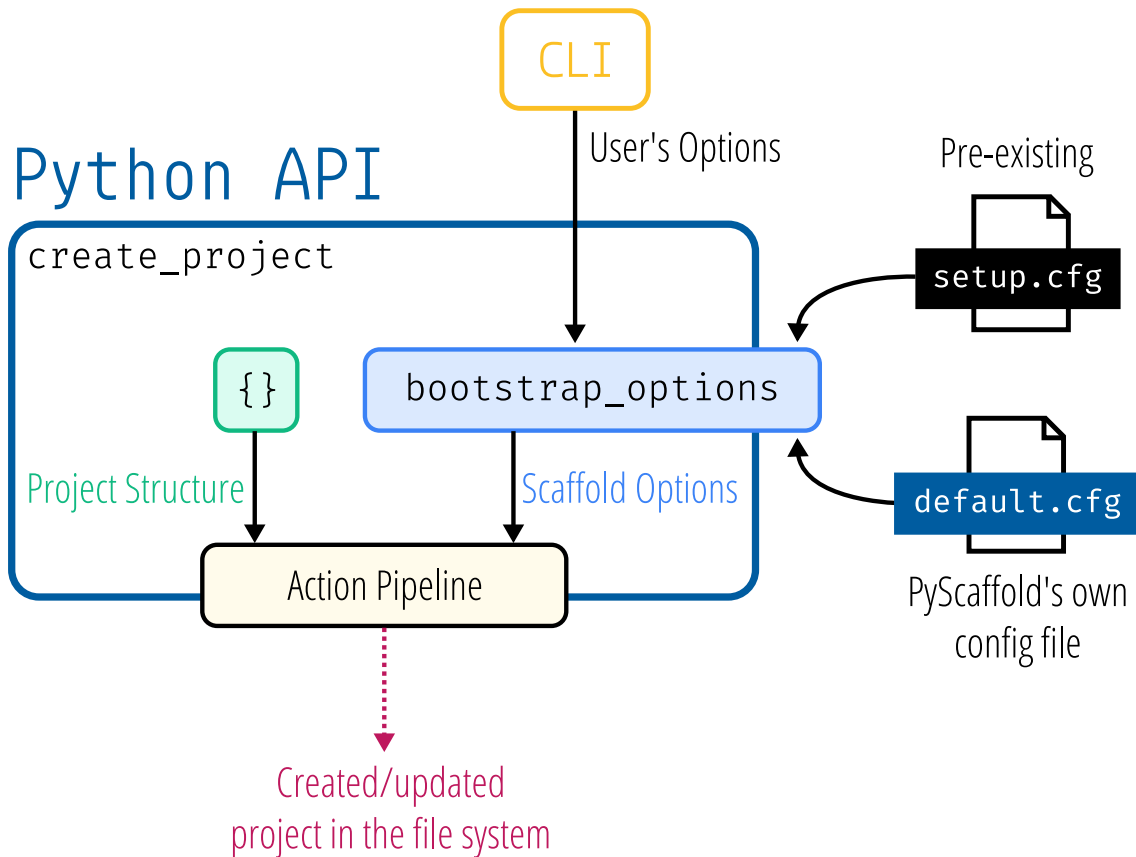 CLI
User's Options
Python API
Pre-existing
create_project
setup.cfg
{}
bootstrap_options
Project Structure
Scaffold Options
default.cfg
Action Pipeline
PyScaffold's own
config file
Created/updated
project in the file system